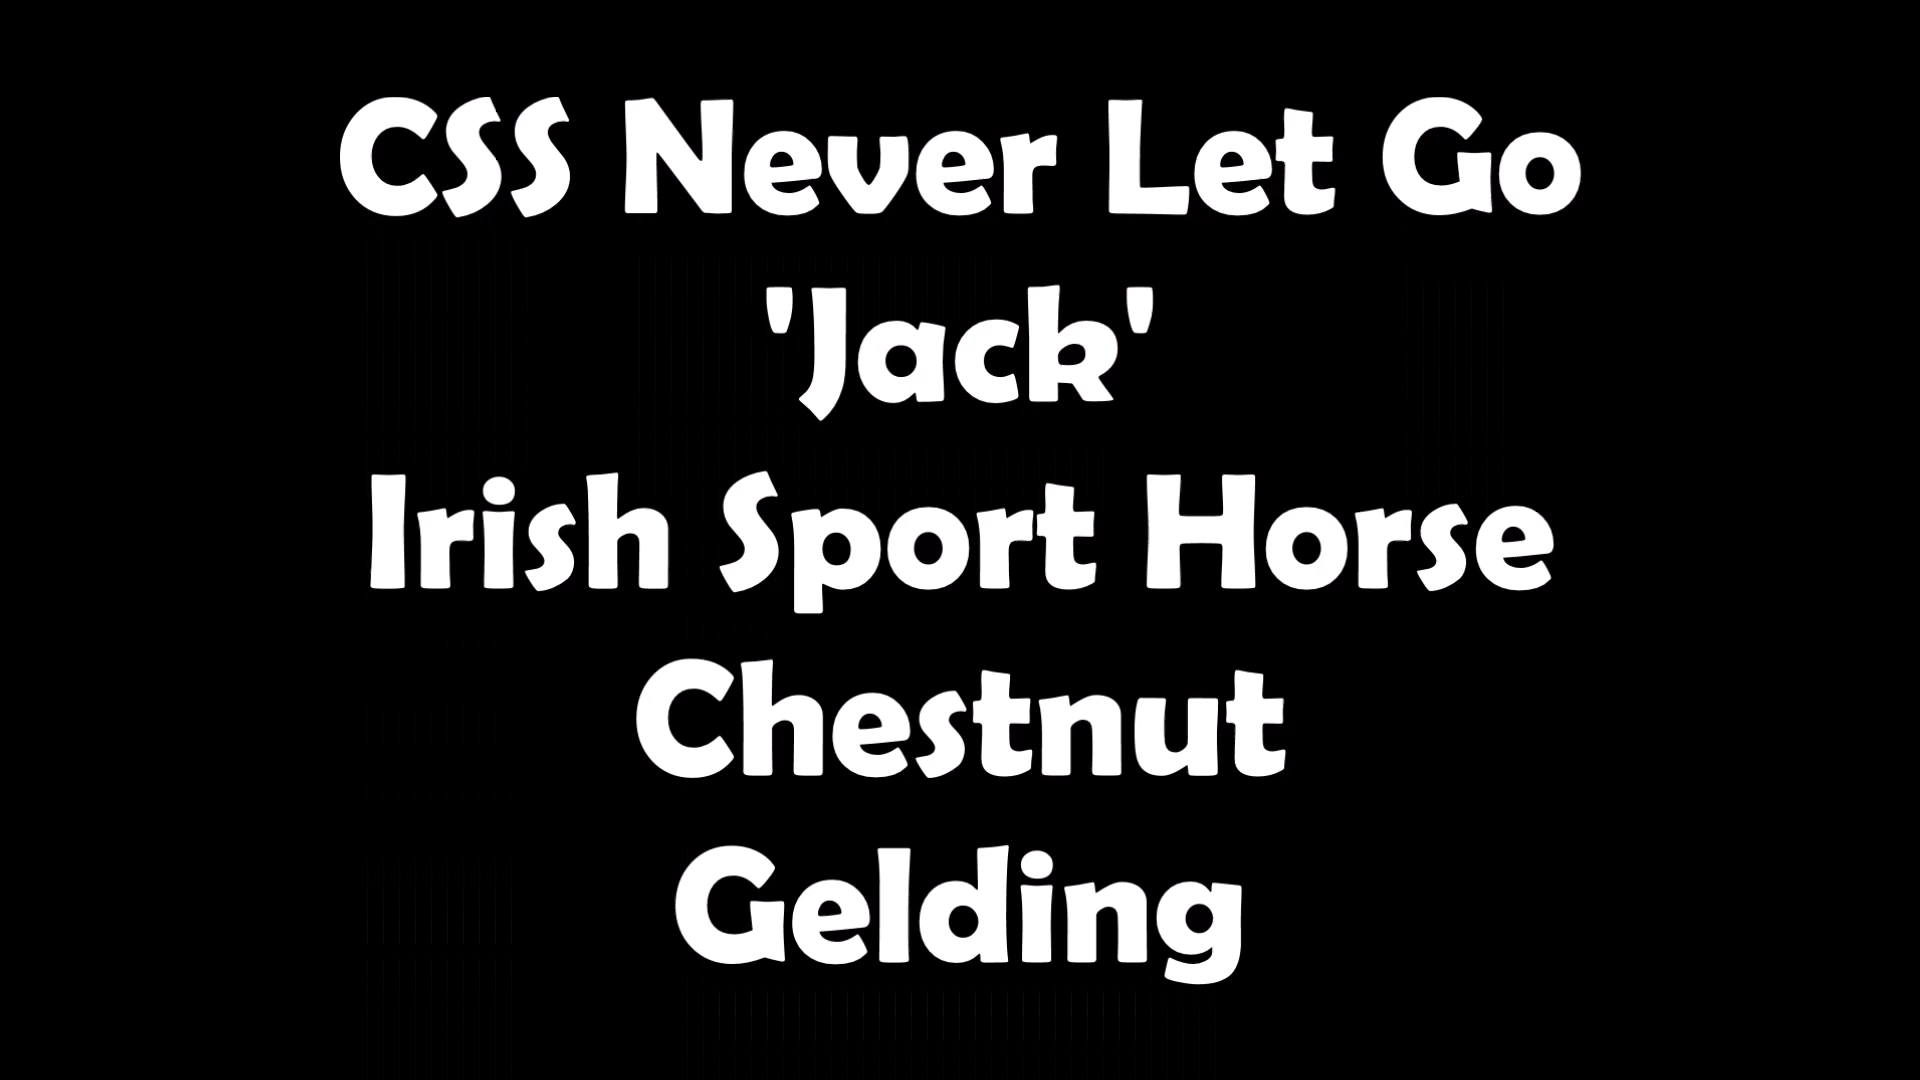 CSS Never Let Go
'Jack'
Irish Sport Horse
Chestnut
Gelding